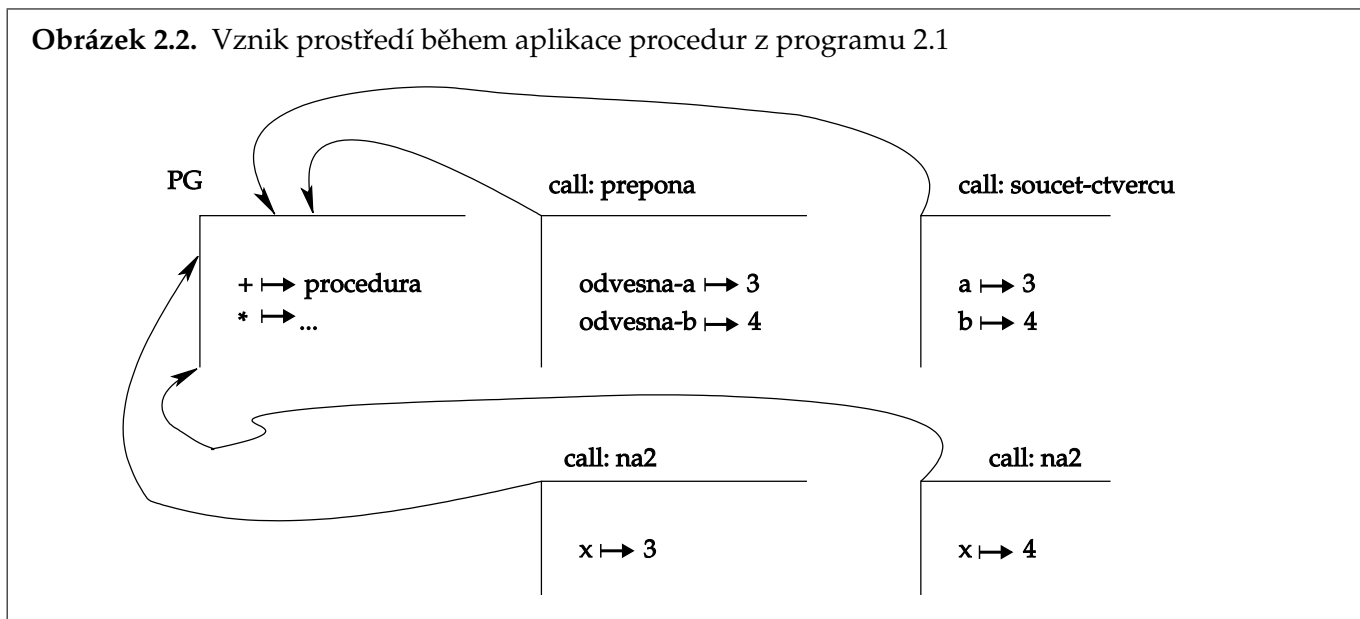 Obrázek 2.2. Vznik prostředí během aplikace procedur z programu 2.1
PG
call: prepona
call: soucet-ctvercu
+ ↦ procedura
* ↦ ...
odvesna-a ↦ 3
odvesna-b ↦ 4
a ↦ 3
b ↦ 4
call: na2
call: na2
x ↦ 3
x ↦ 4